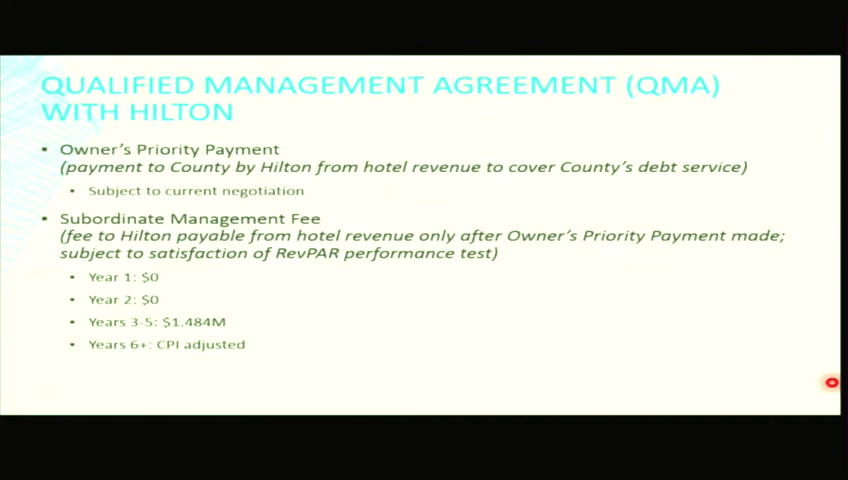 QUALIFIED MANAGEMENT AGREEMENT (QMA)
WITH HILTON
• Owner's Priority Payment
(payment to County by Hilton from hotel revenue to cover County's debt service)
• Subject to current negotiation
• Subordinate Management Fee
(fee to Hilton payable from hotel revenue only after Owner's Priority Payment made;
subject to satisfaction of RevPAR performance test)
• Year 1: $0
• Year 2: $0
• Years 3-5: $1.484M
• Years 6+: CPI adjusted